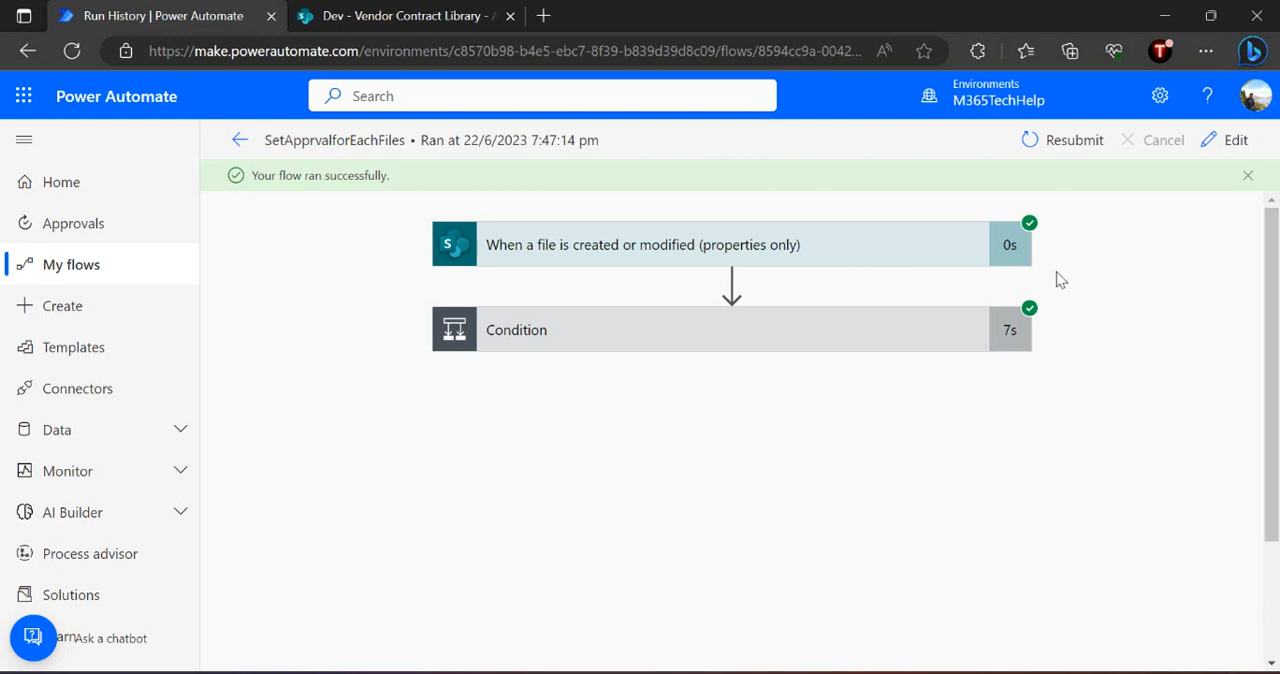 Run History | Power Automate
Dev - Vendor Contract Library - /
https://make.powerautomate.com/environments/c8570b98-b4e5-ebc7-8f39-b839d39d8c09/flows/8594cc9a-0042...
Power Automate
Search
Environments
M365TechHelp
SetApprvalforEachFiles • Ran at 22/6/2023 7:47:14 pm
Resubmit
Cancel
Edit
Your flow ran successfully.
Home
Approvals
My flows
Create
Templates
Connectors
Data
Monitor
AI Builder
Process advisor
Solutions
arn
Ask a chatbot
S
When a file is created or modified (properties only)
0s
Condition
7s
T